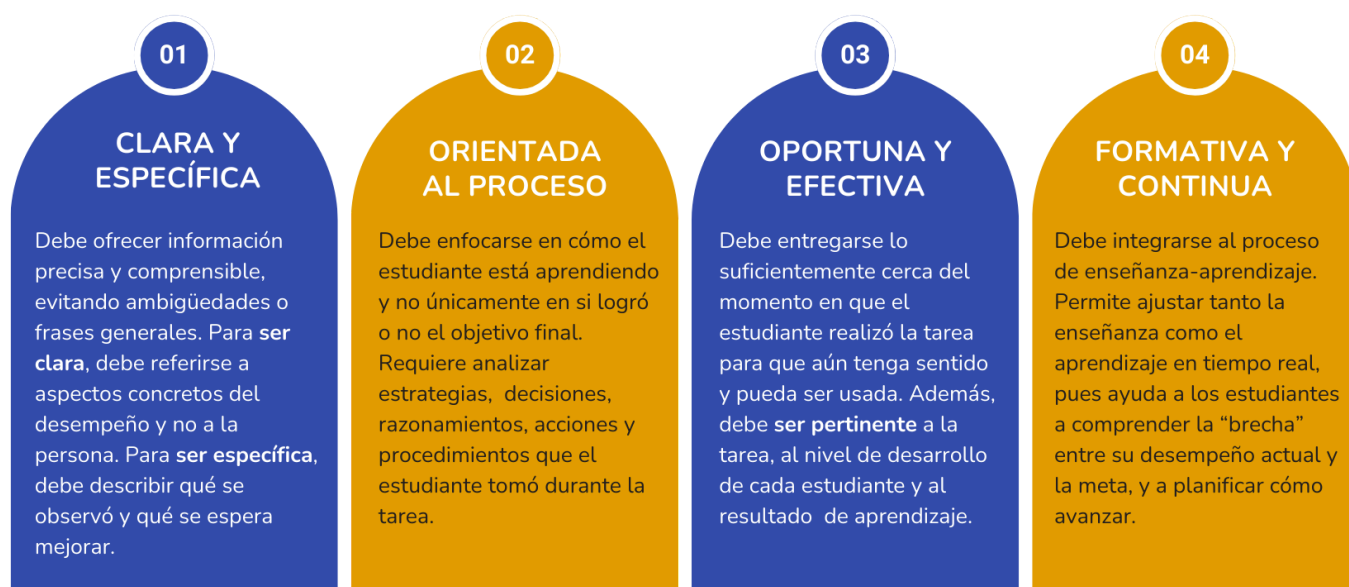 01
CLARA Y
ESPECÍFICA
Debe ofrecer información
precisa y comprensible,
evitando ambigüedades o
frases generales. Para ser
clara, debe referirse a
aspectos concretos del
desempeño y no a la
persona. Para ser específica,
debe describir qué se
observó y qué se espera
mejorar.
02
ORIENTADA
AL PROCESO
Debe enfocarse en cómo el
estudiante está aprendiendo
y no únicamente en si logró
o no el objetivo final.
Requiere analizar
estrategias, decisiones,
razonamientos, acciones y
procedimientos que el
estudiante tomó durante la
tarea.
03
OPORTUNA Y
EFECTIVA
Debe entregarse lo
suficientemente cerca del
momento en que el
estudiante realizó la tarea
para que aún tenga sentido
y pueda ser usada. Además,
debe ser pertinente a la
tarea, al nivel de desarrollo
de cada estudiante y al
resultado de aprendizaje.
04
FORMATIVA Y
CONTINUA
Debe integrarse al proceso
de enseñanza-aprendizaje.
Permite ajustar tanto la
enseñanza como el
aprendizaje en tiempo real,
pues ayuda a los estudiantes
a comprender la “brecha”
entre su desempeño actual y
la meta, y a planificar cómo
avanzar.